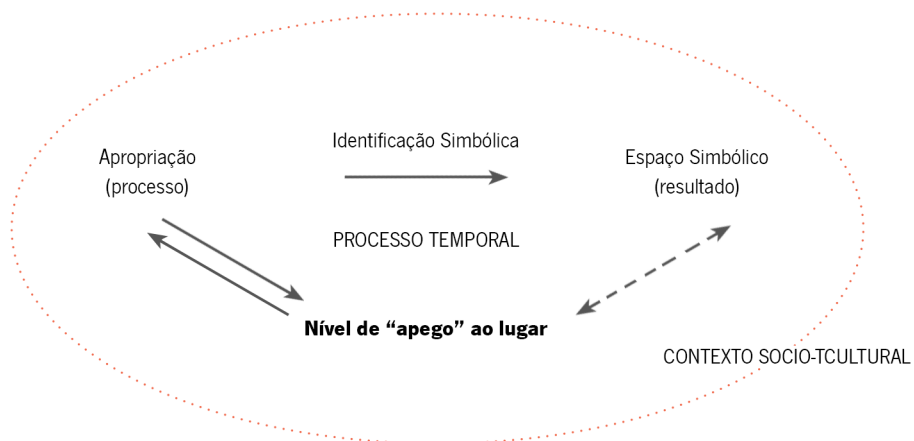 Identificação Simbólica
Apropriação
(processo)
Espaço Simbólico
(resultado)
PROCESSO TEMPORAL
Nível de “apego” ao lugar
CONTEXTO SOCIO-TCULTURAL